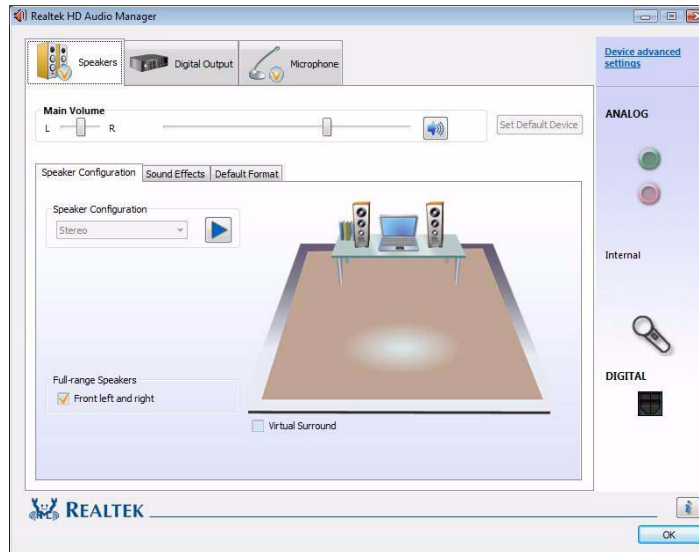 Realtek HD Audio Manager
Speakers
Digital Output
Microphone
Device advanced
settings
Main Volume
L
R
Set Default Device
ANALOG
Speaker Configuration
Sound Effects
Default Format
Speaker Configuration
Stereo
Internal
Full-range Speakers
Front left and right
DIGITAL
Virtual Surround
REALTEK
OK